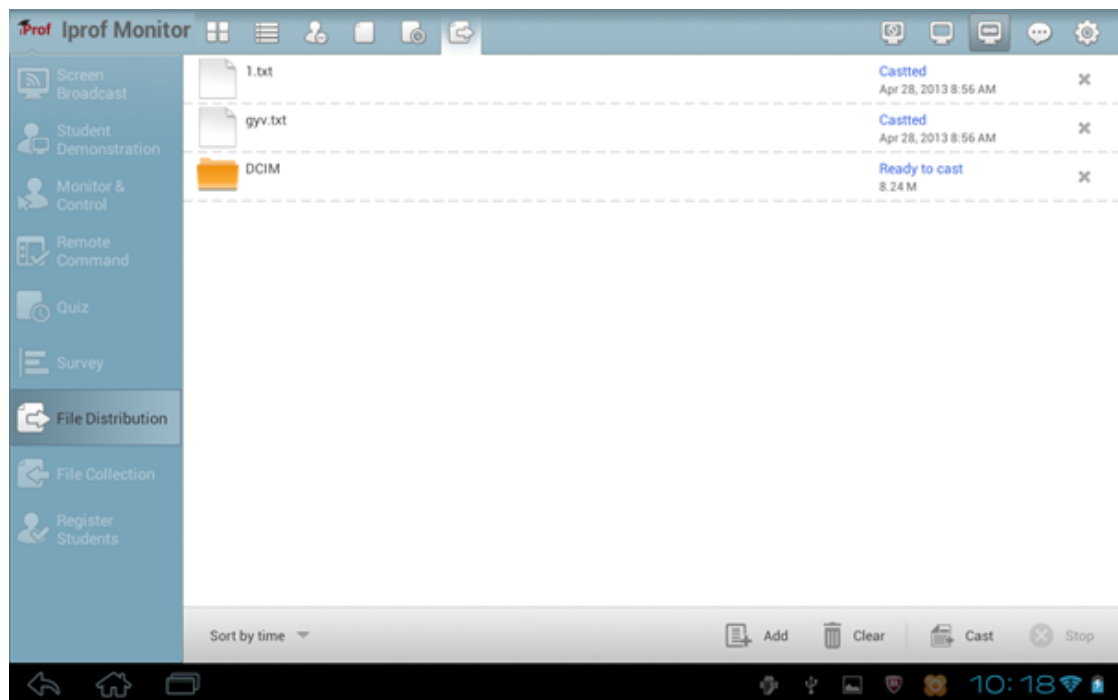 iProf Iprof Monitor
Screen
Broadcast
Student
Demonstration
Monitor &
Control
Remote
Command
Quiz
Survey
File Distribution
File Collection
Register
Students
1.txt
Castted
Apr 28, 2013 8:56 AM
gyv.txt
Castted
Apr 28, 2013 8:56 AM
DCIM
Ready to cast
8.24 M
Sort by time
Add
Clear
Cast
Stop
10:18